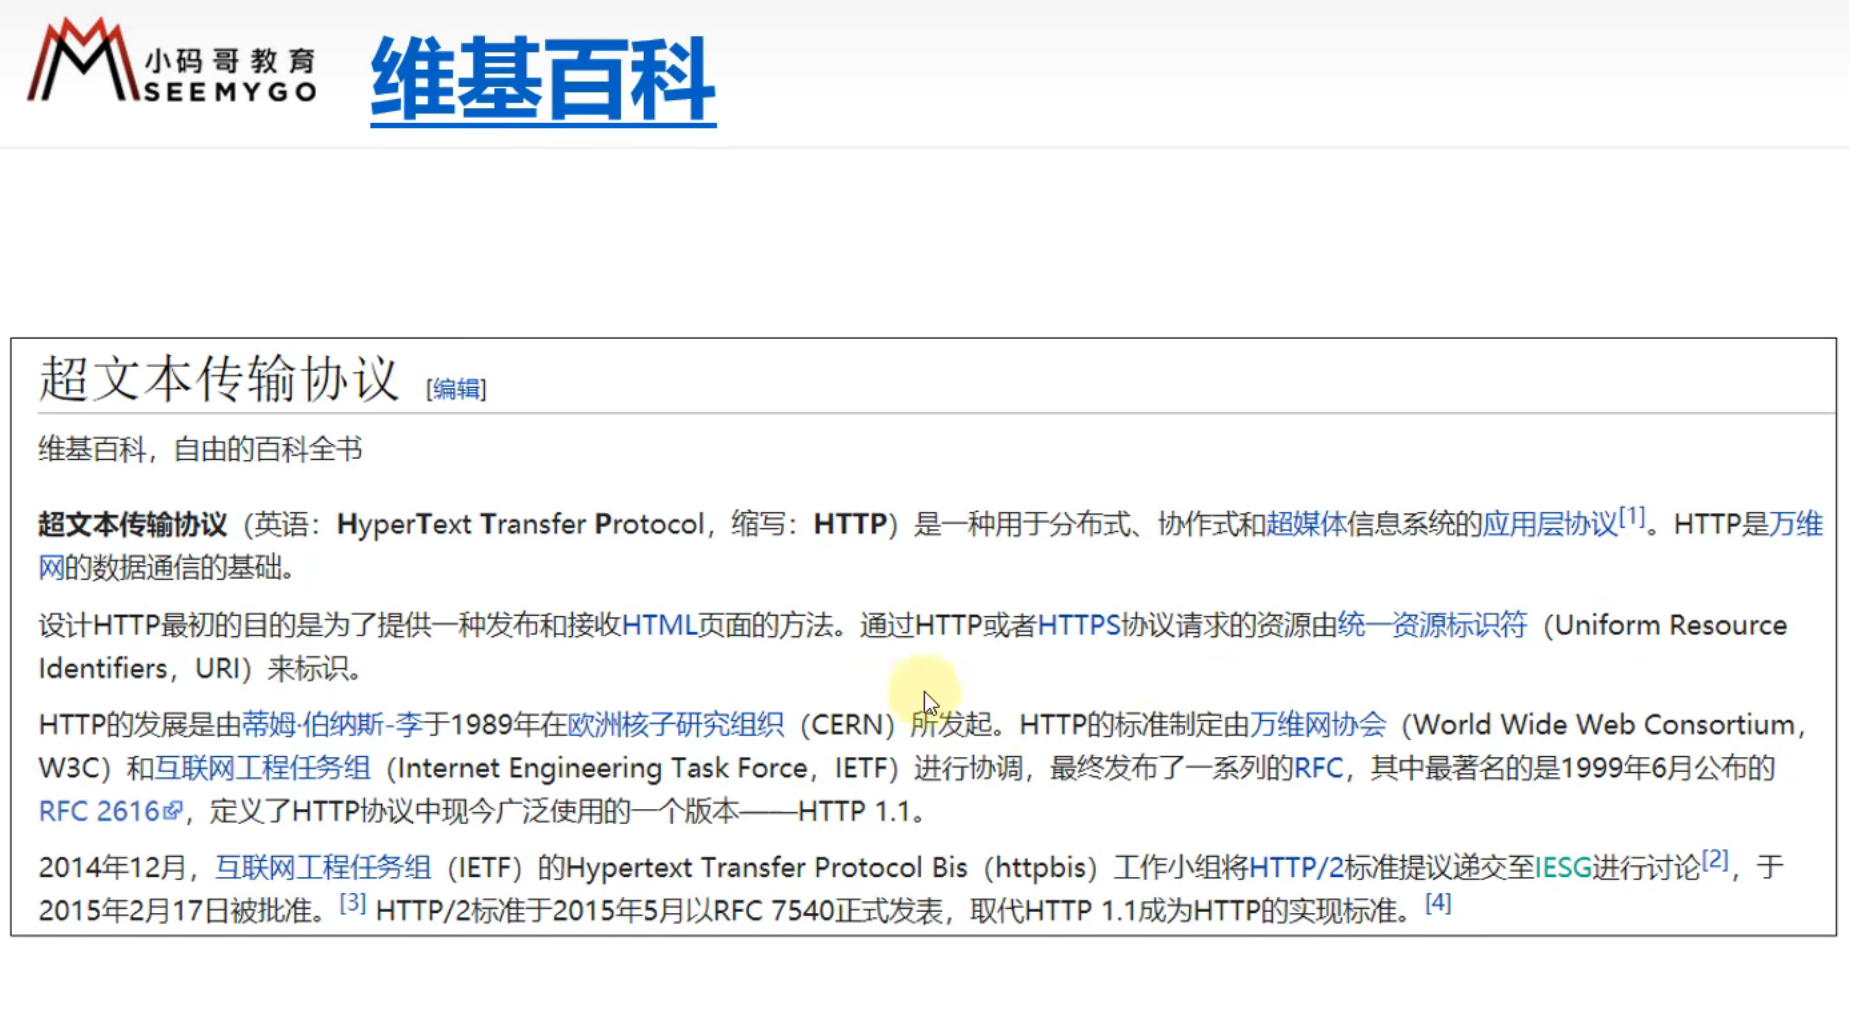 小码哥教育
SEEMYGO
维基百科
超文本传输协议 [编辑]
维基百科，自由的百科全书
超文本传输协议（英语：HyperText Transfer Protocol，缩写：HTTP）是一种用于分布式、协作式和超媒体信息系统的应用层协议[1]。HTTP是万维
网的数据通信的基础。
设计HTTP最初的目的是为了提供一种发布和接收HTML页面的方法。通过HTTP或者HTTPS协议请求的资源由统一资源标识符（Uniform Resource
Identifiers，URI）来标识。
HTTP的发展是由蒂姆·伯纳斯-李于1989年在欧洲核子研究组织（CERN）所发起。HTTP的标准制定由万维网协会（World Wide Web Consortium，
W3C）和互联网工程任务组（Internet Engineering Task Force，IETF）进行协调，最终发布了一系列的RFC，其中最著名的是1999年6月公布的
RFC 2616，定义了HTTP协议中现今广泛使用的一个版本——HTTP 1.1。
2014年12月，互联网工程任务组（IETF）的Hypertext Transfer Protocol Bis（httpbis）工作小组将HTTP/2标准提议递交至IESG进行讨论[2]，于
2015年2月17日被批准。[3] HTTP/2标准于2015年5月以RFC 7540正式发表，取代HTTP 1.1成为HTTP的实现标准。[4]